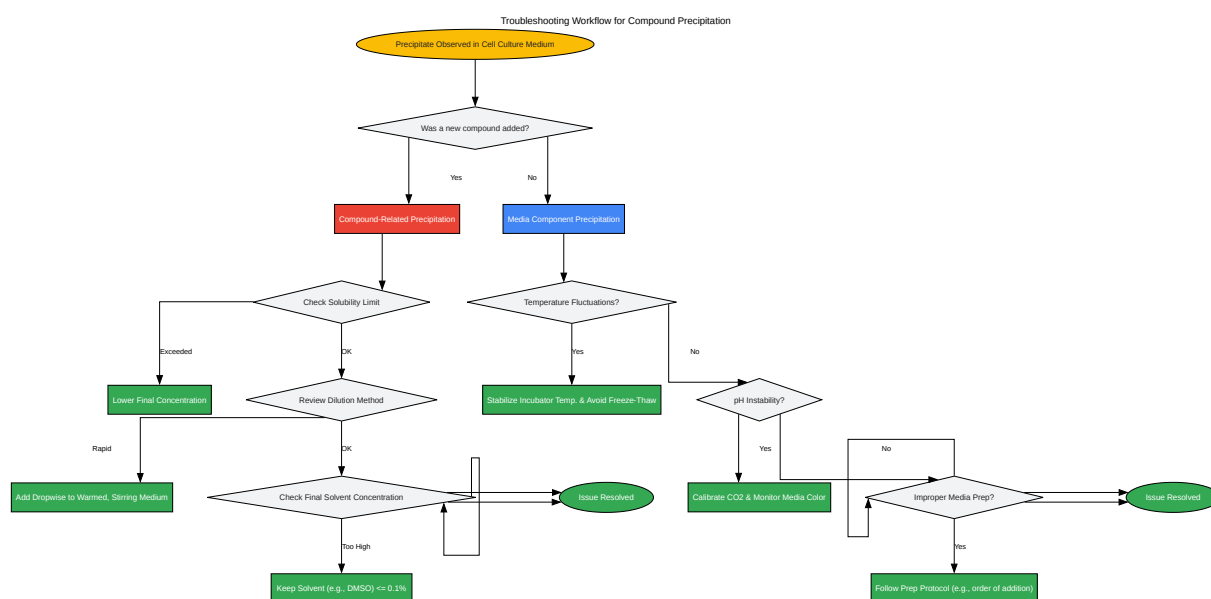 Troubleshooting Workflow for Compound Precipitation
Precipitate Observed in Cell Culture Medium
Was a new compound added?
Yes
No
Compound-Related Precipitation
Media Component Precipitation
Check Solubility Limit
Temperature Fluctuations?
Exceeded
OK
Yes
No
Lower Final Concentration
Review Dilution Method
Stabilize Incubator Temp. & Avoid Freeze-Thaw
pH Instability?
Rapid
OK
Yes
No
Add Dropwise to Warmed, Stirring Medium
Check Final Solvent Concentration
Issue Resolved
Calibrate CO2 & Monitor Media Color
Improper Media Prep?
Issue Resolved
Too High
Yes
Keep Solvent (e.g., DMSO) <= 0.1%
Follow Prep Protocol (e.g., order of addition)